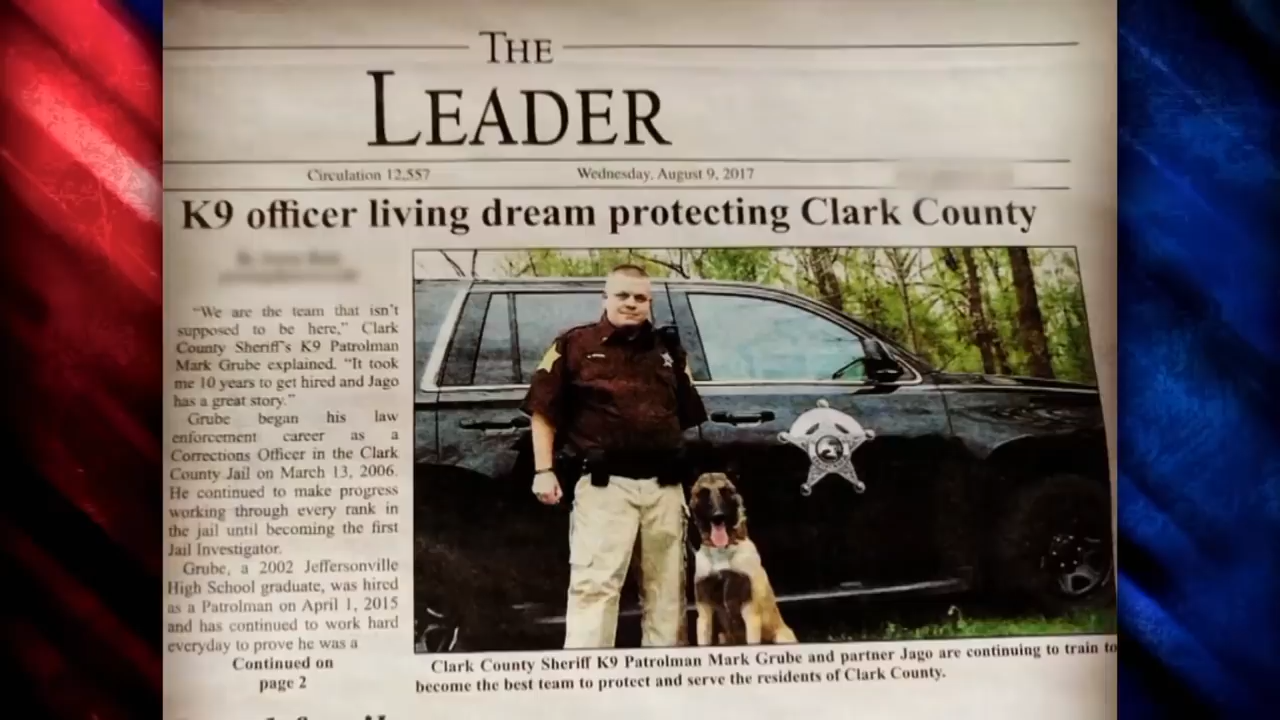 THE
LEADER
Circulation 12,557
Wednesday, August 9, 2017
K9 officer living dream protecting Clark County
"We are the team that isn't
supposed to be here," Clark
County Sheriff's K9 Patrolman
Mark Grube explained. "It took
me 10 years to get hired and Jago
has a great story."
Grube began his law
enforcement career as a
Corrections Officer in the Clark
County Jail on March 13, 2006.
He continued to make progress
working through every rank in
the jail until becoming the first
Jail Investigator.
Grube, a 2002 Jeffersonville
High School graduate, was hired
as a Patrolman on April 1, 2015
and has continued to work hard
everyday to prove he was a
Continued on
page 2
Clark County Sheriff K9 Patrolman Mark Grube and partner Jago are continuing to train to
become the best team to protect and serve the residents of Clark County.